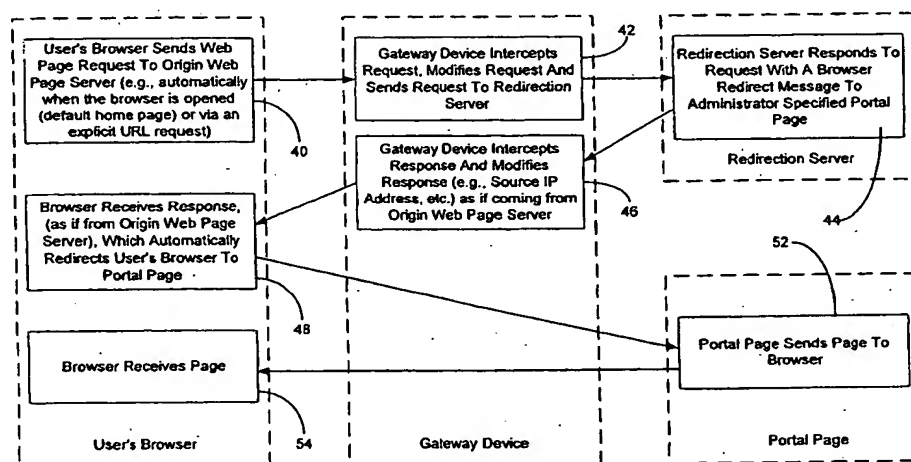 User's Browser Sends Web
Page Request To Origin Web
Page Server (e.g., automatically
when the browser is opened
(default home page) or via an
explicit URL request)
40
Gateway Device Intercepts
Request, Modifies Request And
Sends Request To Redirection
Server
42
Redirection Server Responds To
Request With A Browser
Redirect Message To
Administrator Specified Portal
Page
Redirection Server
44
Gateway Device Intercepts
Response And Modifies
Response (e.g., Source IP
Address, etc.) as if coming from
Origin Web Page Server
46
Browser Receives Response,
(as if from Origin Web Page
Server), Which Automatically
Redirects User's Browser To
Portal Page
48
52
Portal Page Sends Page To
Browser
Browser Receives Page
54
User's Browser
Gateway Device
Portal Page